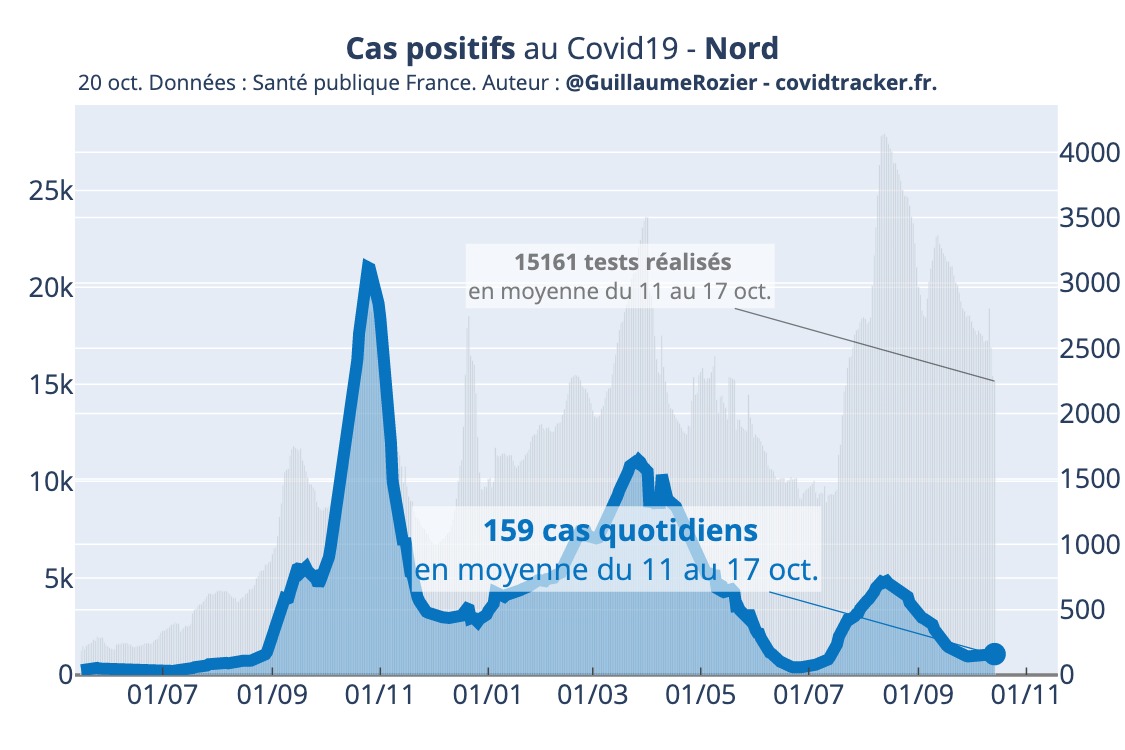 Cas positifs au Covid19 - Nord
20 oct. Données : Santé publique France. Auteur : @GuillaumeRozier - covidtracker.fr.
4000
25k
3500
15161 tests réalisés
en moyenne du 11 au 17 oct.
20k
3000
2500
15k
2000
10k
1500
159 cas quotidiens
en moyenne du 11 au 17 oct.
1000
5k
500
0
0
01/07 01/09 01/11 01/01 01/03 01/05 01/07 01/09 01/11